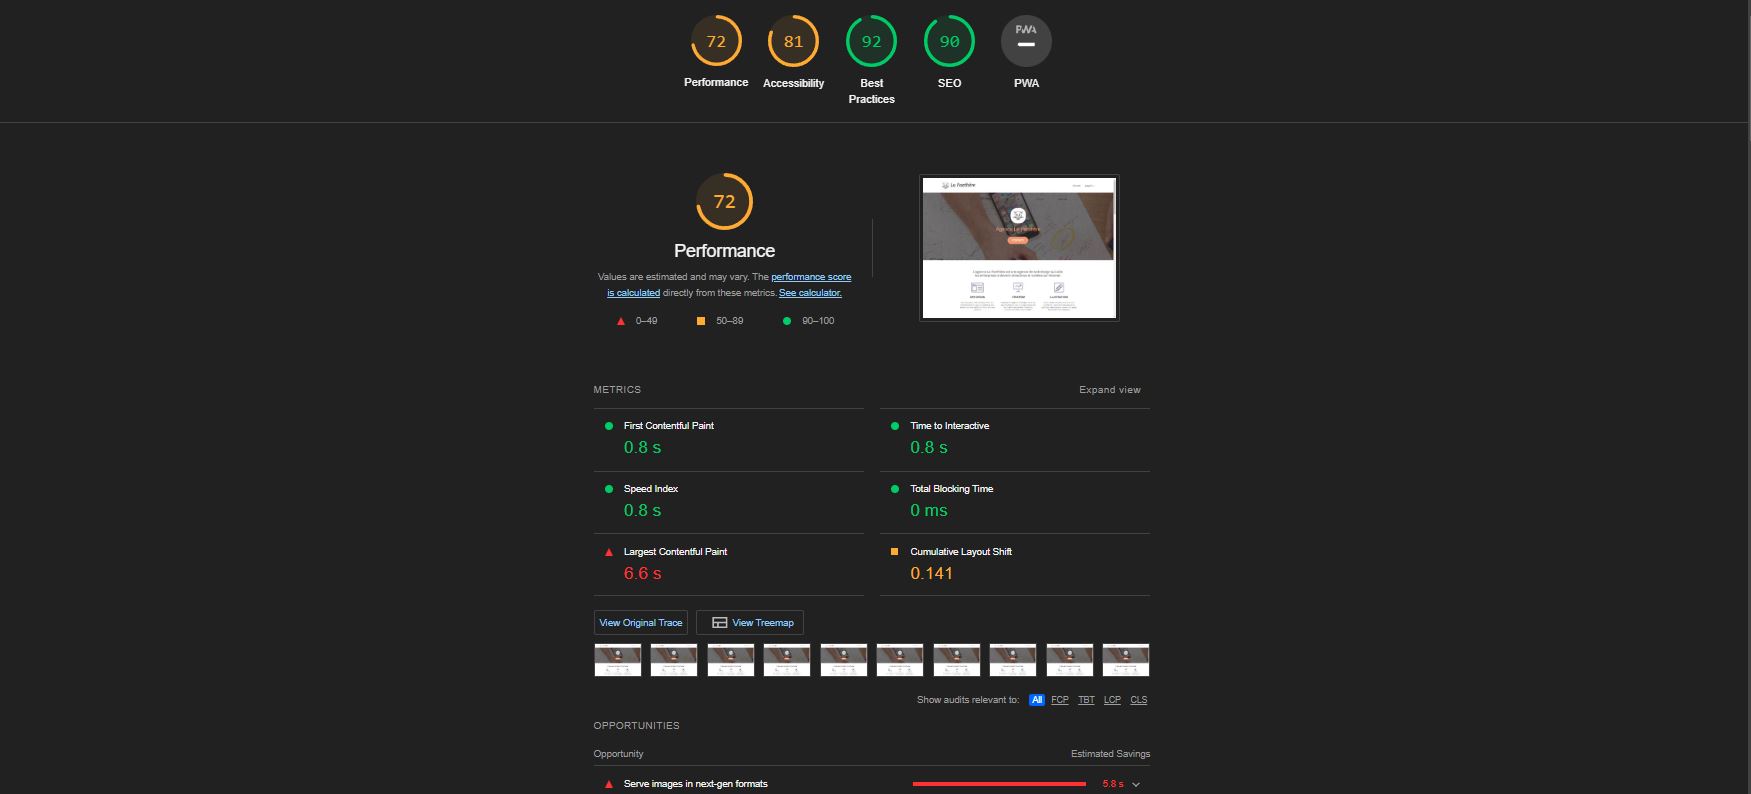 72
81
92
90
PWA
Performance
Accessibility
Best
Practices
SEO
PWA
72
Performance
Values are estimated and may vary. The performance score
is calculated directly from these metrics. See calculator.
0–49
50–89
90–100
METRICS
Expand view
First Contentful Paint
0.8 s
Time to Interactive
0.8 s
Speed Index
0.8 s
Total Blocking Time
0 ms
Largest Contentful Paint
6.6 s
Cumulative Layout Shift
0.141
View Original Trace
View Treemap
Show audits relevant to: All FCP TBT LCP CLS
OPPORTUNITIES
Opportunity
Estimated Savings
Serve images in next-gen formats
5.8 s